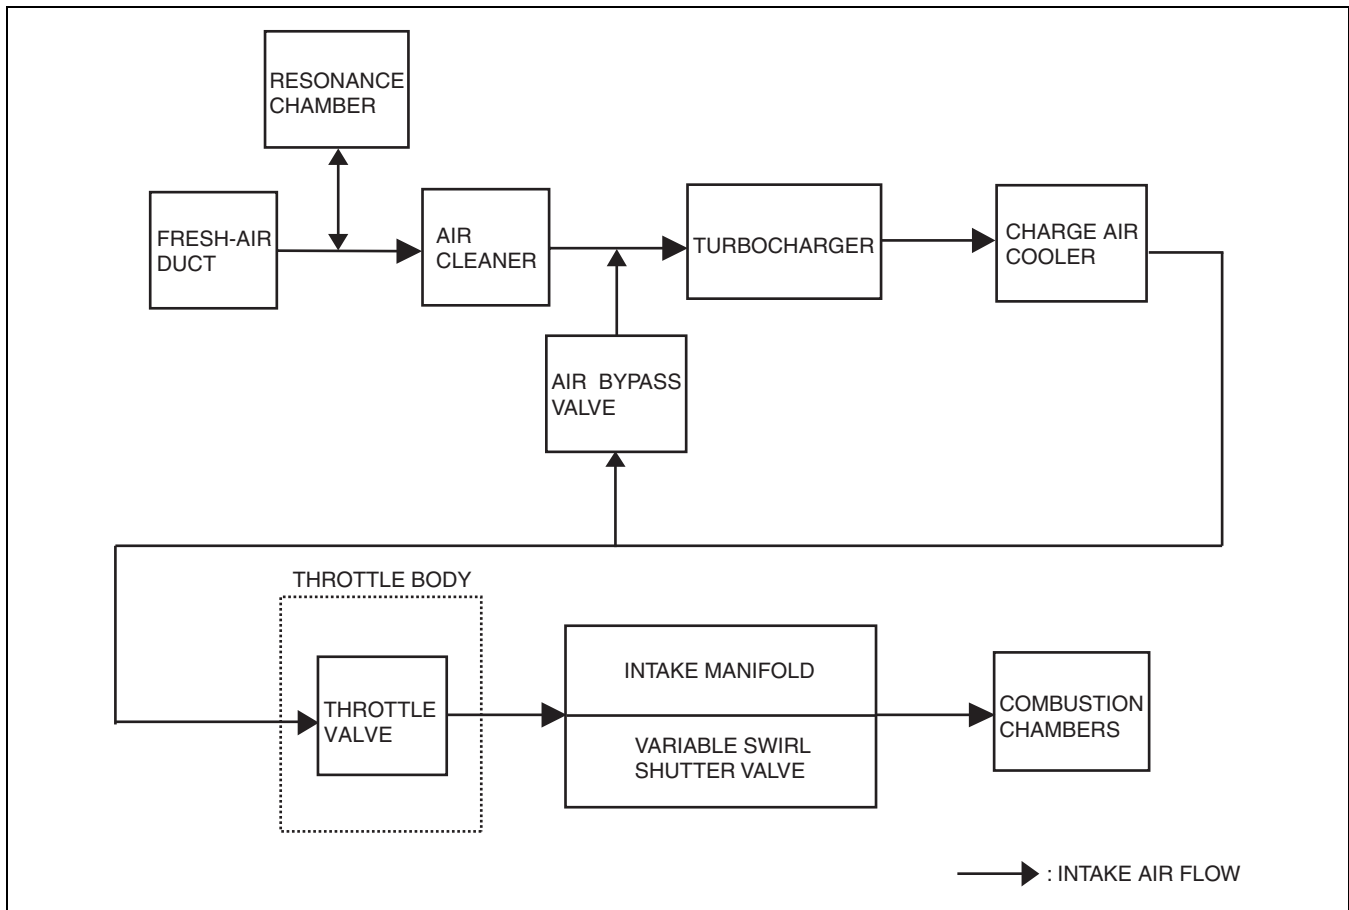 RESONANCE
CHAMBER
FRESH-AIR
DUCT
AIR
CLEANER
TURBOCHARGER
CHARGE AIR
COOLER
AIR BYPASS
VALVE
THROTTLE BODY
THROTTLE
VALVE
INTAKE MANIFOLD
VARIABLE SWIRL
SHUTTER VALVE
COMBUSTION
CHAMBERS
: INTAKE AIR FLOW